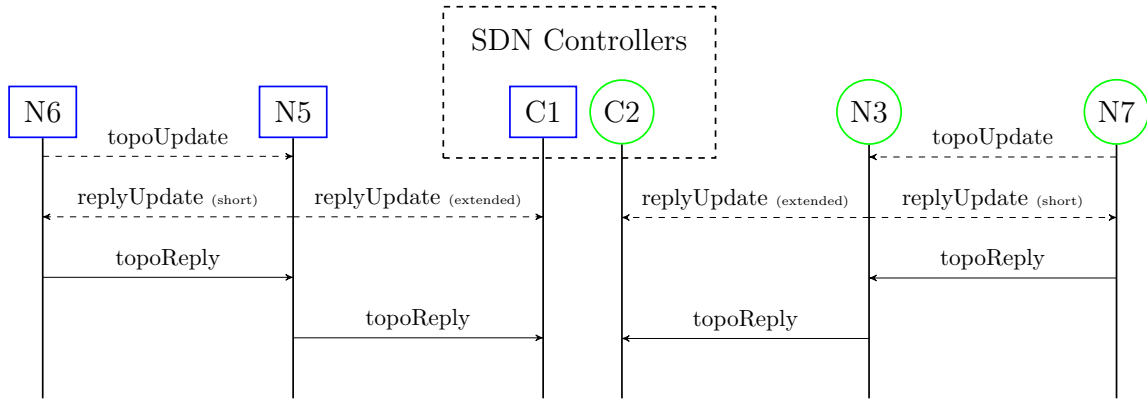 SDN Controllers
N6 N5 C1 C2 N3 N7
topoUpdate topoUpdate
replyUpdate (short) replyUpdate (extended) replyUpdate (extended) replyUpdate (short)
topoReply topoReply
topoReply topoReply